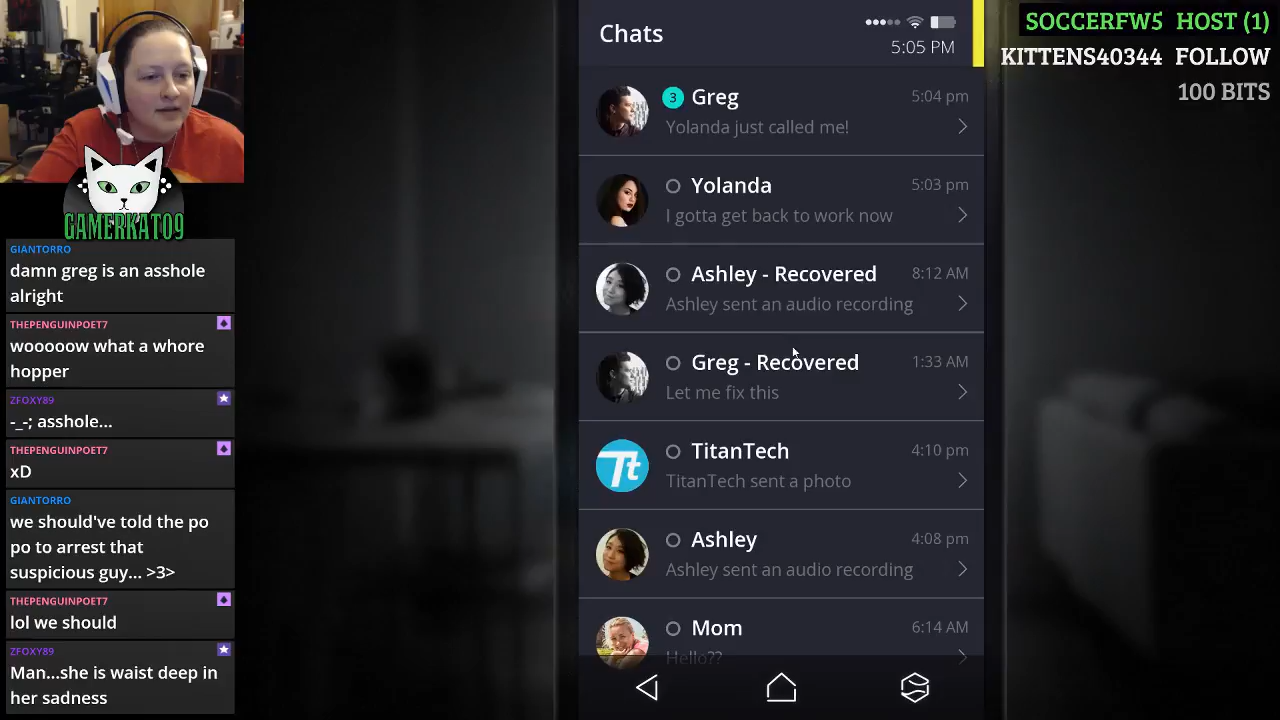 SOCCERFW5 HOST (1)
KITTENS40344 FOLLOW
100 BITS
GAMERKAT09
GIANTORRO
damn greg is an asshole
alright
THEPENGUINPOET7
wooooow what a whore
hopper
ZFOXY89
-_-; asshole...
THEPENGUINPOET7
xD
GIANTORRO
we should've told the po
po to arrest that
suspicious guy... >3>
THEPENGUINPOET7
lol we should
ZFOXY89
Man...she is waist deep in
her sadness
Chats
5:05 PM
3 Greg 5:04 pm
Yolanda just called me!
Yolanda 5:03 pm
I gotta get back to work now
Ashley - Recovered 8:12 AM
Ashley sent an audio recording
Greg - Recovered 1:33 AM
Let me fix this
Tt TitanTech 4:10 pm
TitanTech sent a photo
Ashley 4:08 pm
Ashley sent an audio recording
Mom 6:14 AM
Hello??